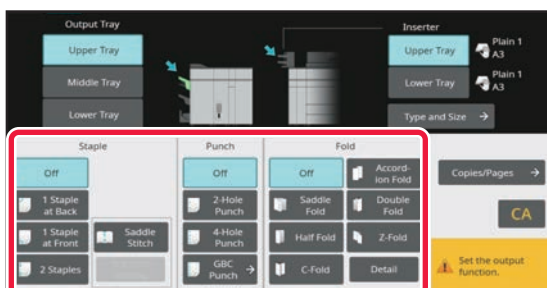 Output Tray
Upper Tray
Middle Tray
Lower Tray
Inserter
Upper Tray
Plain 1
A3
Lower Tray
Plain 1
A3
Type and Size
Staple
Off
1 Staple
at Back
1 Staple
at Front
2 Staples
Saddle
Stitch
Punch
Off
2-Hole
Punch
4-Hole
Punch
GBC
Punch
Fold
Off
Saddle
Fold
Half Fold
C-Fold
Accord-
ion Fold
Double
Fold
Z-Fold
Detail
Copies/Pages
CA
Set the output
function.